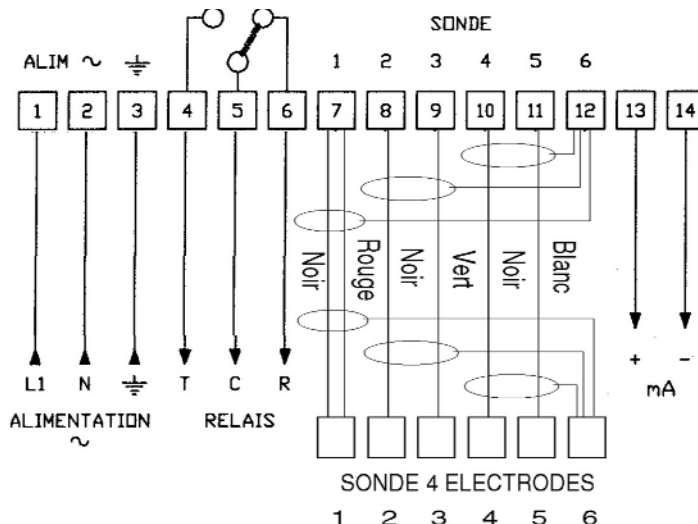 SONDE
ALIM ~ 1 2 3 4 5 6
1 2 3 4 5 6 7 8 9 10 11 12 13 14
Noir Rouge Noir Vert Noir Blanc
L1 N T C R + -
ALIMENTATION RELAIS mA
~
SONDE 4 ELECTRODES
1 2 3 4 5 6